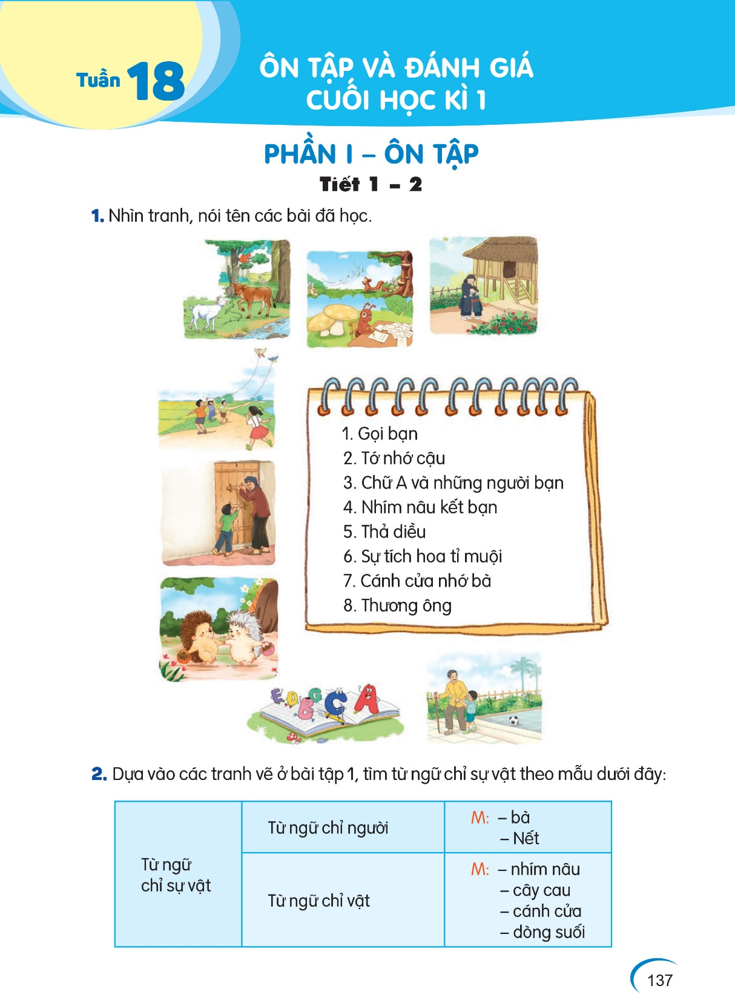 Tuần 18
ÔN TẬP VÀ ĐÁNH GIÁ
CUỐI HỌC KÌ 1
PHẦN I – ÔN TẬP
Tiết 1 – 2
1. Nhìn tranh, nói tên các bài đã học.
1. Gọi bạn
2. Tớ nhớ cậu
3. Chữ A và những người bạn
4. Nhím nâu kết bạn
5. Thả diều
6. Sự tích hoa tỉ muội
7. Cánh cửa nhớ bà
8. Thương ông
E D B G C A
2. Dựa vào các tranh vẽ ở bài tập 1, tìm từ ngữ chỉ sự vật theo mẫu dưới đây:
Từ ngữ
chỉ sự vật
Từ ngữ chỉ người
M: – bà
– Nết
Từ ngữ chỉ vật
M: – nhím nâu
– cây cau
– cánh cửa
– dòng suối
137